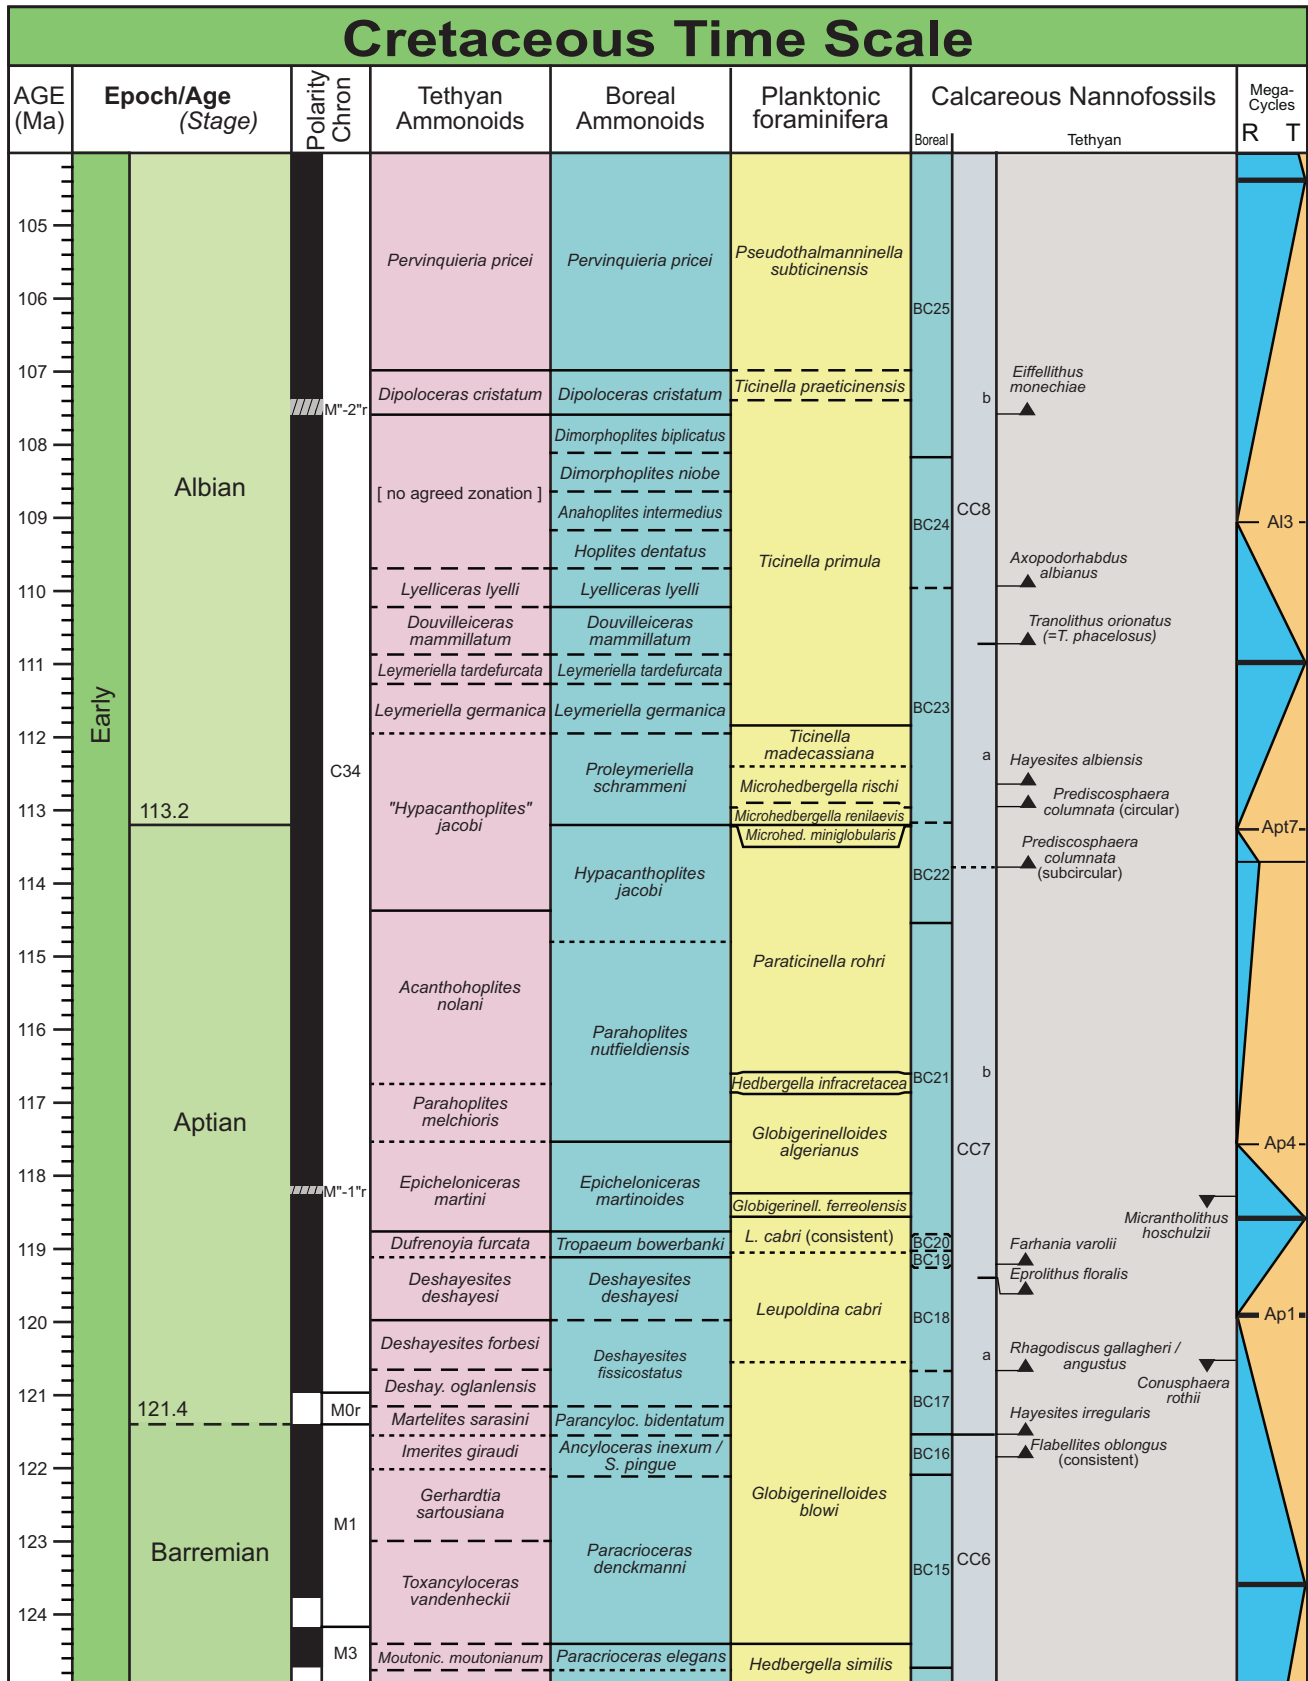 Cretaceous Time Scale
AGE
(Ma)
Epoch/Age
(Stage)
Polarity
Chron
Tethyan
Ammonoids
Boreal
Ammonoids
Planktonic
foraminifera
Calcareous Nannofossils
Boreal
Tethyan
Mega-
Cycles
R T
105
106
107
108
109
110
111
112
113
114
115
116
117
118
119
120
121
122
123
124
Early
Albian
113.2
Aptian
121.4
Barremian
M"-2"r
C34
M"-1"r
M0r
M1
M3
Pervinquieria pricei
Dipoloceras cristatum
[ no agreed zonation ]
Lyelliceras lyelli
Douvilleiceras
mammillatum
Leymeriella tardefurcata
Leymeriella germanica
"Hypacanthoplites"
jacobi
Acanthohoplites
nolani
Parahoplites
melchioris
Epicheloniceras
martini
Dufrenoyia furcata
Deshayesites
deshayesi
Deshayesites forbesi
Deshay. oglanlensis
Martelites sarasini
Imerites giraudi
Gerhardtia
sartousiana
Toxancyloceras
vandenheckii
Moutonic. moutonianum
Pervinquieria pricei
Dipoloceras cristatum
Dimorphoplites biplicatus
Dimorphoplites niobe
Anahoplites intermedius
Hoplites dentatus
Lyelliceras lyelli
Douvilleiceras
mammillatum
Leymeriella tardefurcata
Leymeriella germanica
Proleymeriella
schrammeni
Hypacanthoplites
jacobi
Parahoplites
nutfieldiensis
Epicheloniceras
martinoides
Tropaeum bowerbanki
Deshayesites
deshayesi
Deshayesites
fissicostatus
Parancyloc. bidentatum
Ancyloceras inexum /
S. pingue
Paracrioceras
denckmanni
Paracrioceras elegans
Pseudothalmanninella
subticinensis
Ticinella praeticinensis
Ticinella primula
Ticinella
madecassiana
Microhedbergella rischi
Microhedbergella renilaevis
Microhed. miniglobularis
Paraticinella rohri
Hedbergella infracretacea
Globigerinelloides
algerianus
Globigerinell. ferreolensis
L. cabri (consistent)
Leupoldina cabri
Globigerinelloides
blowi
Hedbergella similis
BC25
BC24
BC23
BC22
BC21
BC20
BC19
BC18
BC17
BC16
BC15
b
CC8
a
b
CC7
a
CC6
Eiffellithus
monechiae
Axopodorhabdus
albianus
Tranolithus orionatus
(=T. phacelosus)
Hayesites albiensis
Prediscosphaera
columnata (circular)
Prediscosphaera
columnata
(subcircular)
Micrantholithus
hoschulzii
Farhania varolii
Eprolithus floralis
Rhagodiscus gallagheri /
angustus
Conusphaera
rothii
Hayesites irregularis
Flabellites oblongus
(consistent)
Al3
Apt7
Ap4
Ap1